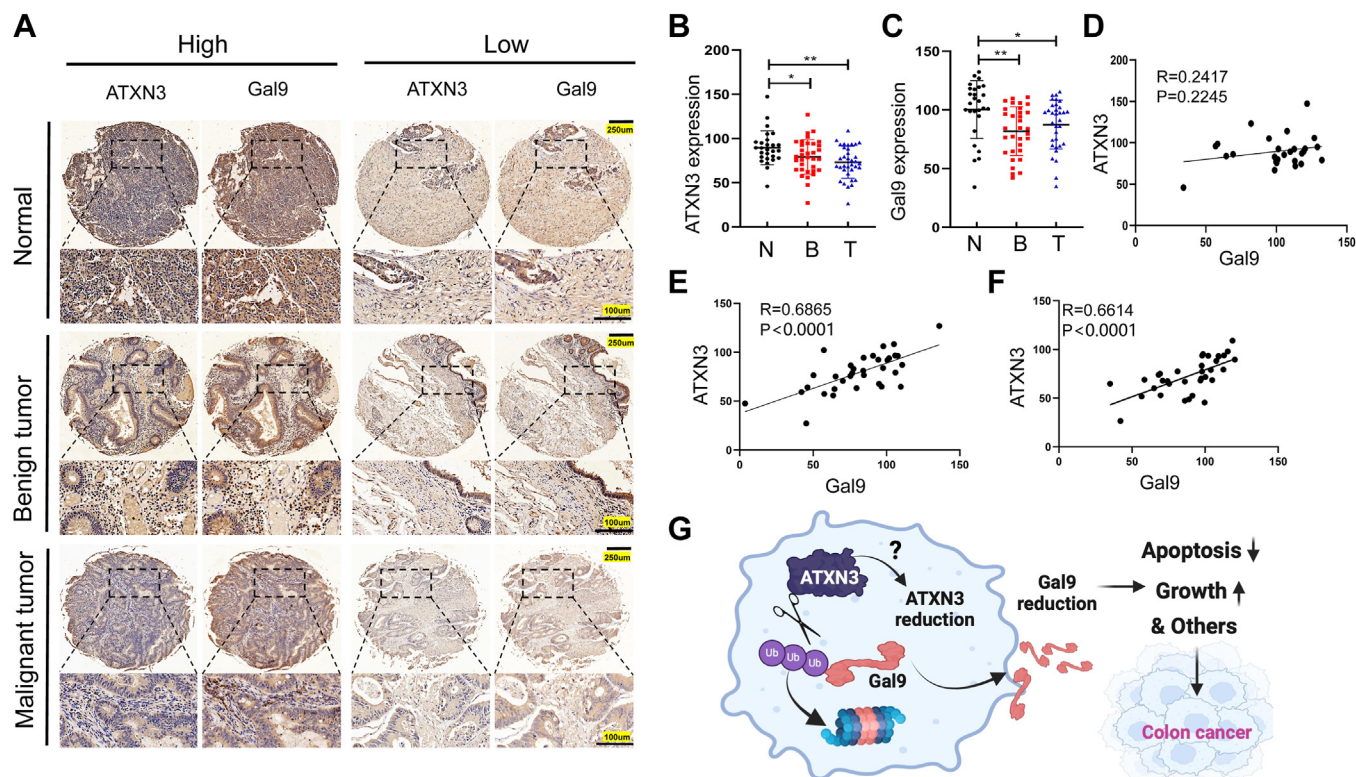 A
High
Low
ATXN3
Gal9
ATXN3
Gal9
Normal
250um
100um
Benign tumor
250um
100um
Malignant tumor
250um
100um
B
ATXN3 expression
200
150
100
50
0
**
*
N
B
T
C
Gal9 expression
150
100
50
0
*
**
N
B
T
D
R=0.2417
P=0.2245
ATXN3
200
150
100
50
0
0
50
100
150
Gal9
E
R=0.6865
P<0.0001
ATXN3
150
100
50
0
0
50
100
150
Gal9
F
R=0.6614
P<0.0001
ATXN3
150
100
50
0
0
50
100
150
Gal9
G
ATXN3
?
ATXN3
reduction
Ub
Ub
Ub
Gal9
Gal9
reduction
Apoptosis
Growth
& Others
Colon cancer